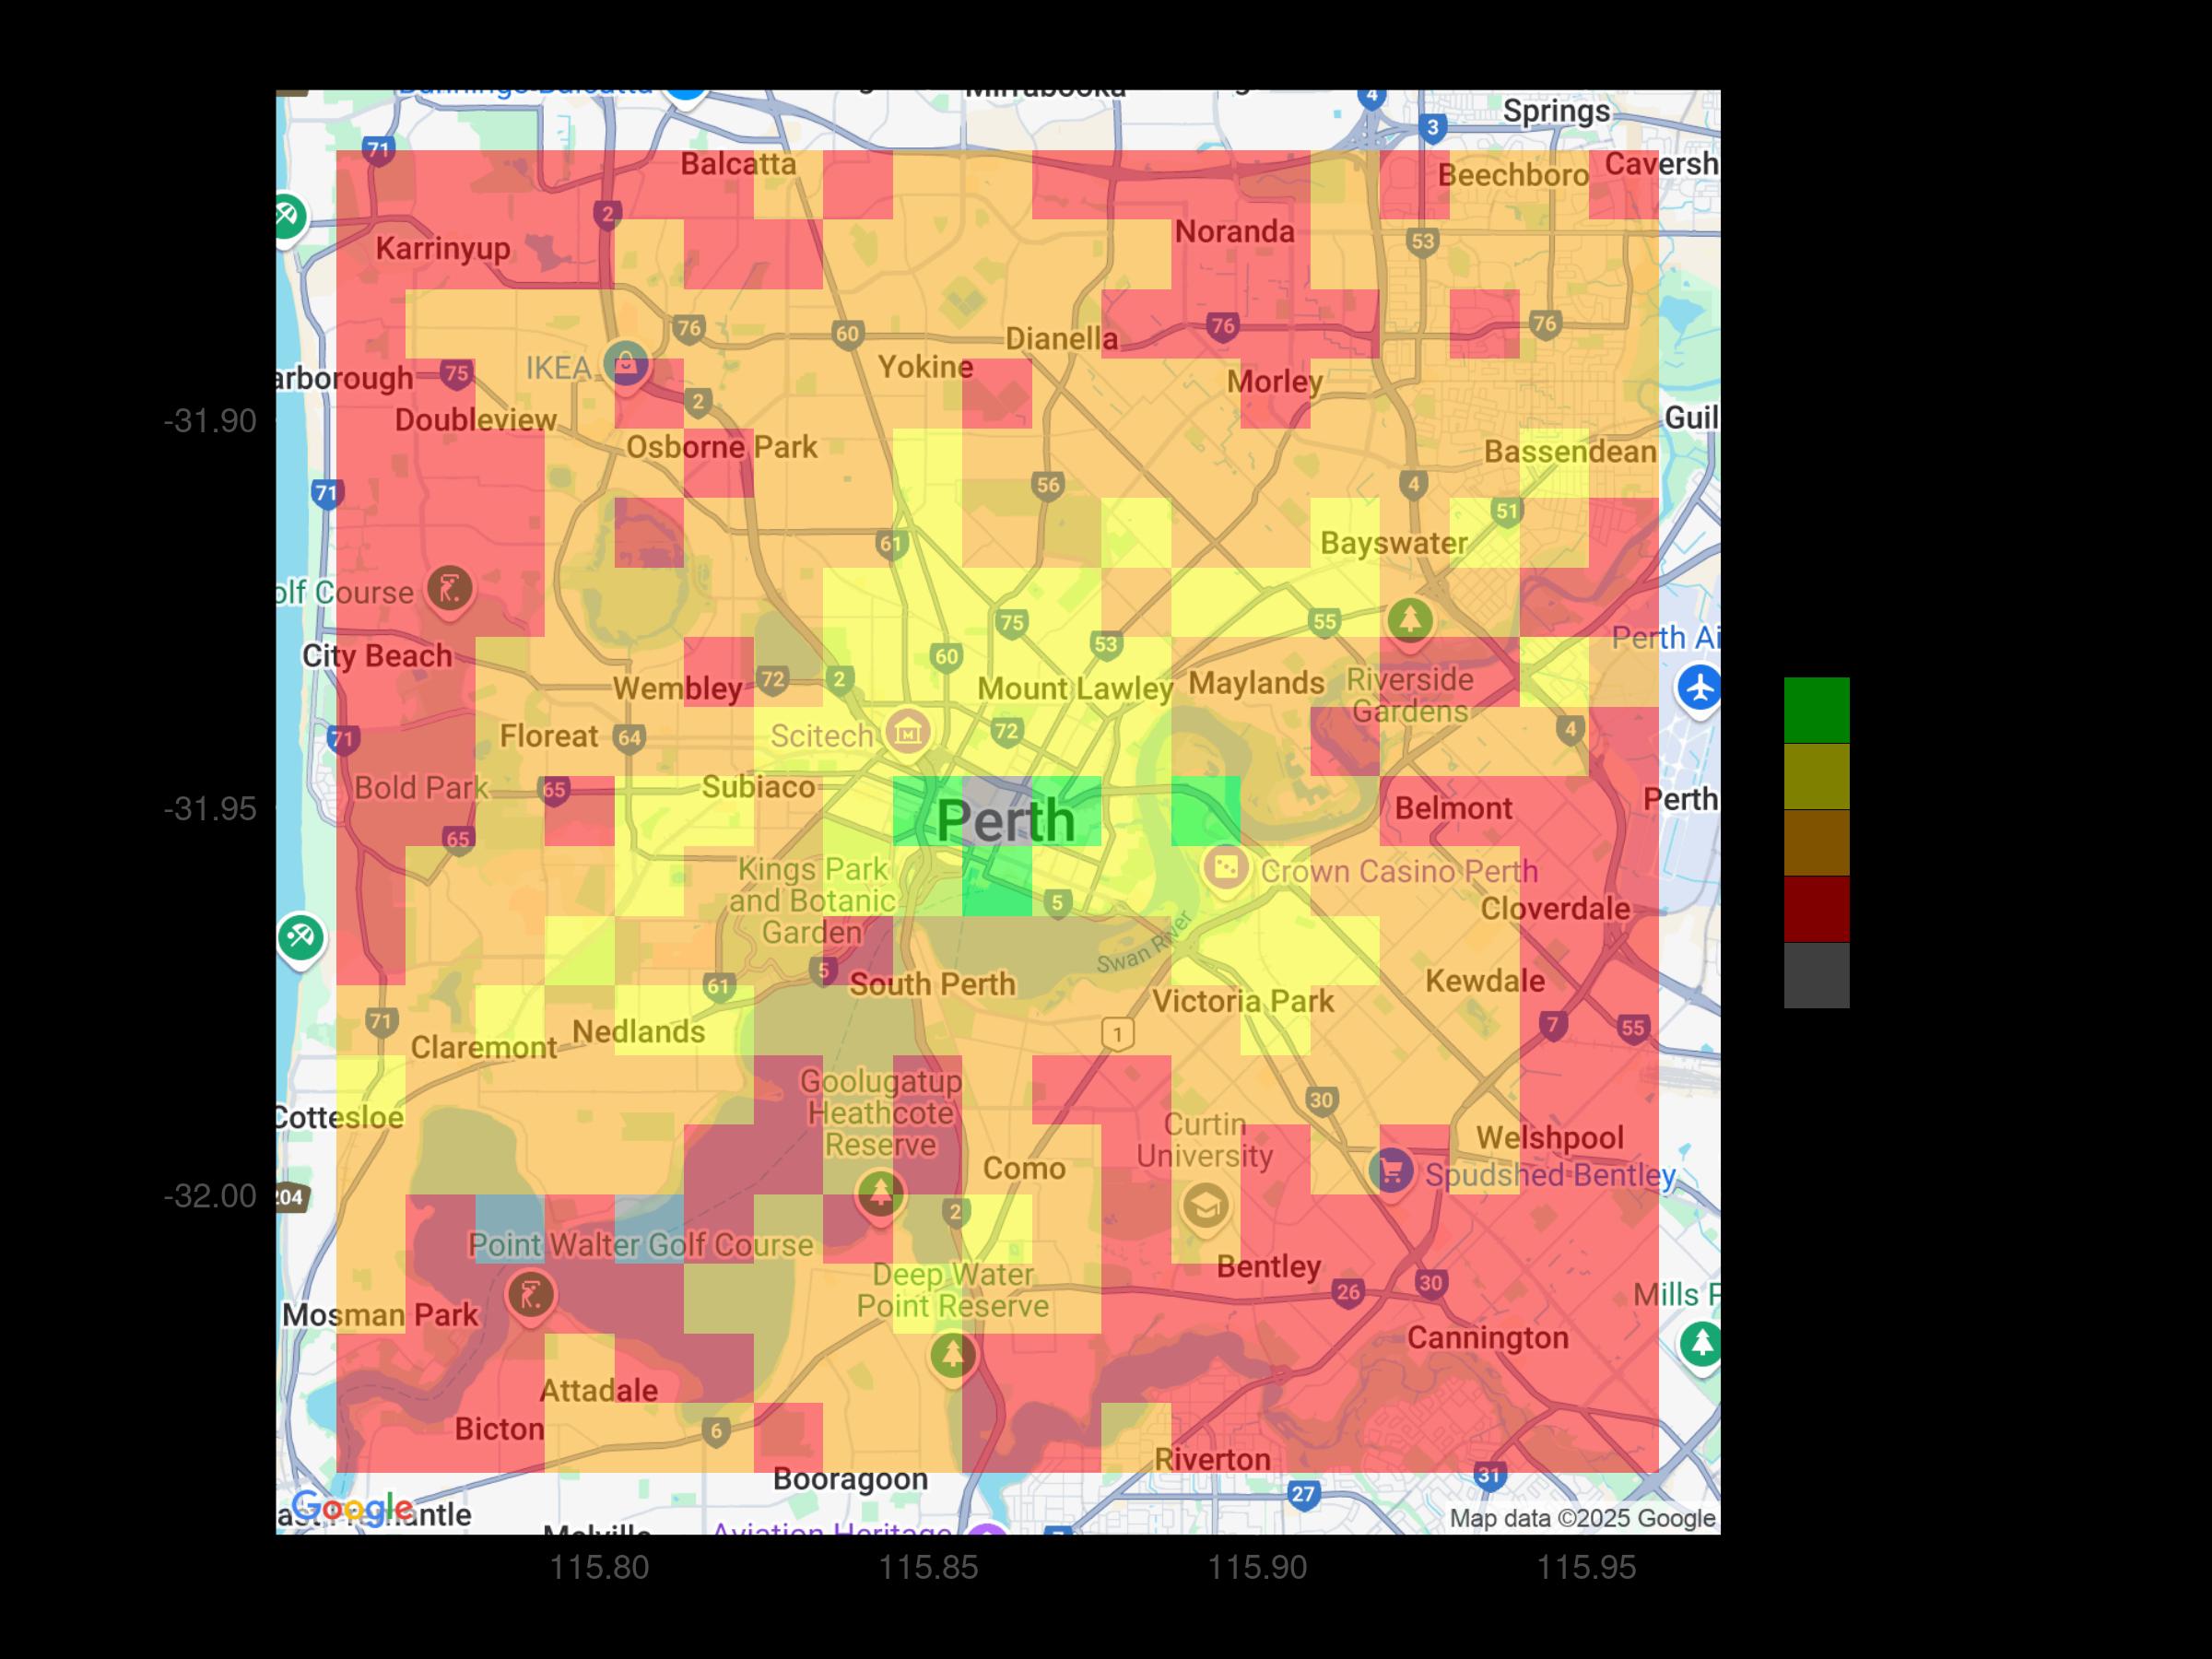 Springs
4
3
71
Balcatta
Beechboro
Caversh
2
Karrinyup
Noranda
53
76
60
76
76
IKEA
Dianella
Yokine
arborough
75
Morley
2
Doubleview
-31.90
Guil
Osborne Park
Bassendean
71
56
4
51
61
Bayswater
olf Course
75
55
53
60
Perth Ai
City Beach
Wembley
72
2
Mount Lawley
Maylands
Riverside
Gardens
71
Floreat
64
Scitech
72
4
Bold Park
65
Subiaco
-31.95
Perth
Belmont
Perth
65
Kings Park
and Botanic
Garden
Crown Casino Perth
5
Cloverdale
Swan River
5
61
South Perth
Kewdale
Victoria Park
71
Nedlands
1
7
55
Claremont
Goolugatup
Heathcote
Reserve
30
Cottesloe
Curtin
University
Welshpool
Como
Spudshed Bentley
-32.00
204
2
Point Walter Golf Course
Bentley
Deep Water
Point Reserve
26
30
Mills P
Mosman Park
Cannington
Attadale
Bicton
6
Riverton
Booragoon
31
27
Google
Map data ©2025 Google
115.80
115.85
115.90
115.95